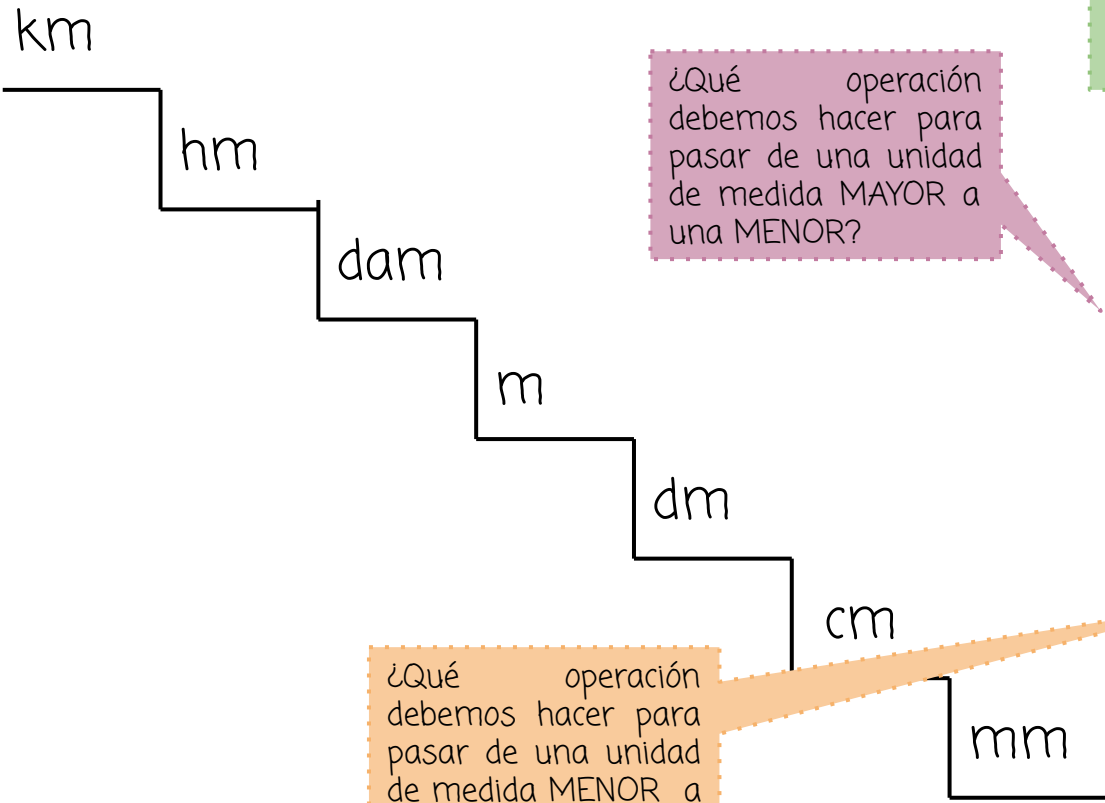 km
hm
dam
m
dm
cm
mm
¿Qué operación
debemos hacer para
pasar de una unidad
de medida MAYOR a
una MENOR?
¿Qué operación
debemos hacer para
pasar de una unidad
de medida MENOR a